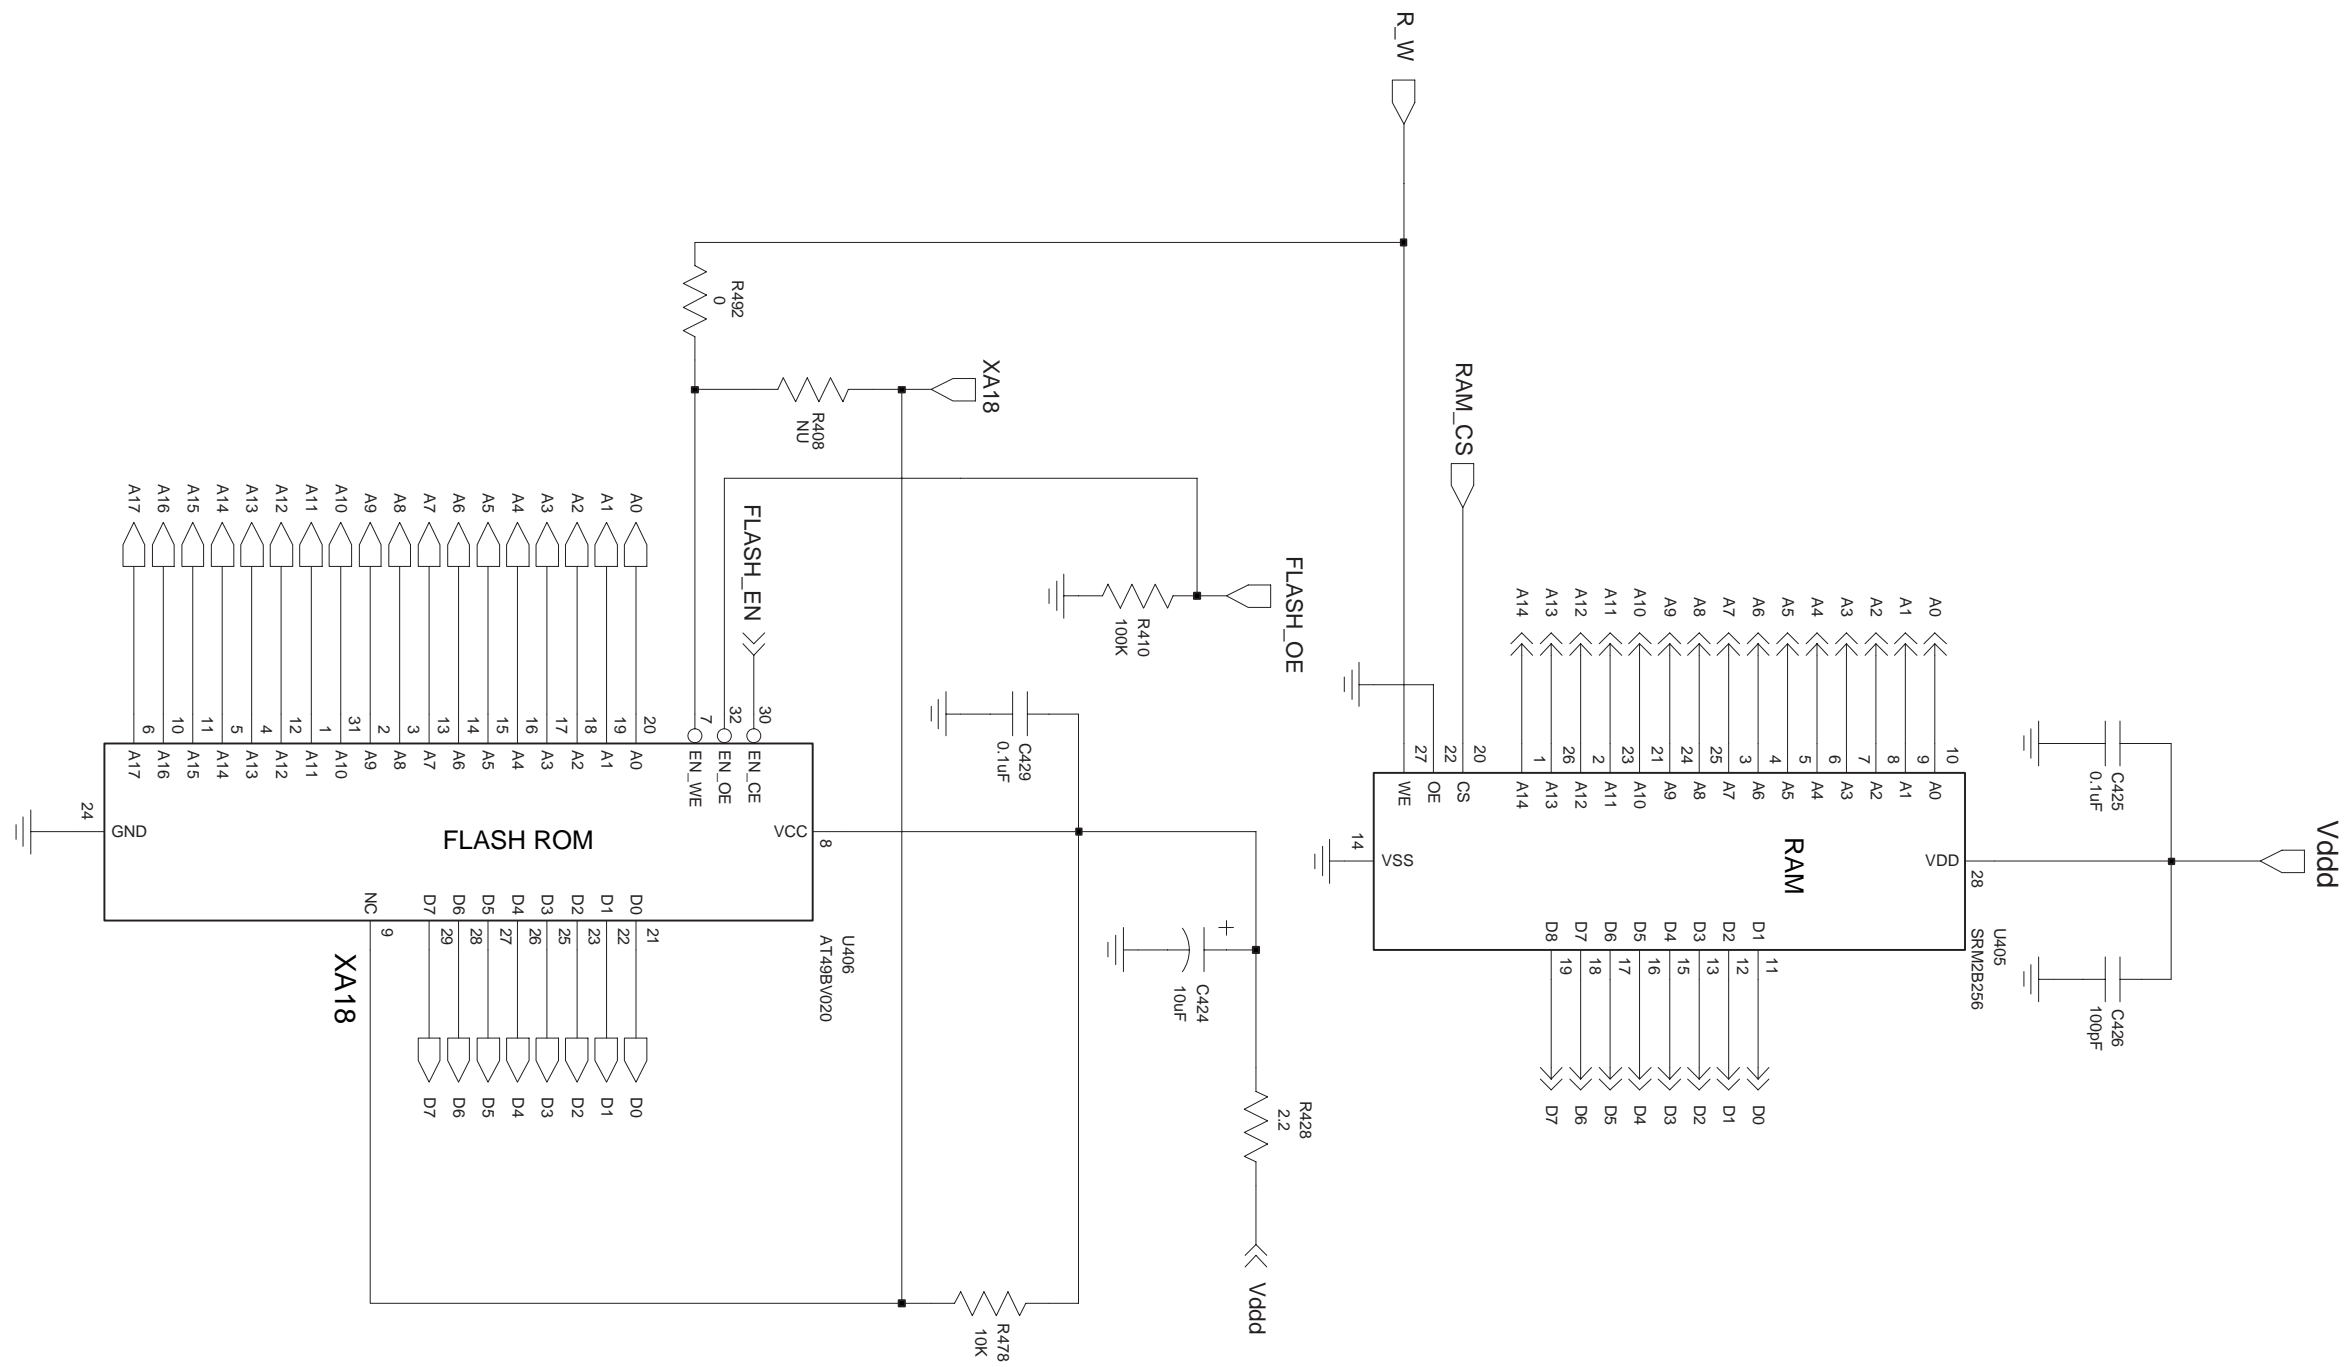 Vddd
C425
0.1uF
C426
100pF
U405
SRM2B256
28
VDD
RAM
A0 10 A0
A1 9 A1
A2 8 A2
A3 7 A3
A4 6 A4
A5 5 A5
A6 4 A6
A7 3 A7
A8 25 A8
A9 24 A9
A10 21 A10
A11 23 A11
A12 2 A12
A13 26 A13
A14 1 A14
D1 11 D0
D2 12 D1
D3 13 D2
D4 15 D3
D5 16 D4
D6 17 D5
D7 18 D6
D8 19 D7
RAM_CS
20 CS
22 OE
27 WE
R_W
VSS
14
FLASH_OE
R410
100K
R428
2.2
Vddd
+
C424
10uF
C429
0.1uF
R478
10K
XA18
R408
NU
R492
0
U406
AT49BV020
8
VCC
FLASH ROM
FLASH_EN
30 EN_CE
32 EN_OE
7 EN_WE
A0 20 A0
A1 19 A1
A2 18 A2
A3 17 A3
A4 16 A4
A5 15 A5
A6 14 A6
A7 13 A7
A8 3 A8
A9 2 A9
A10 31 A10
A11 1 A11
A12 12 A12
A13 4 A13
A14 5 A14
A15 11 A15
A16 10 A16
A17 6 A17
D0 21 D0
D1 22 D1
D2 23 D2
D3 25 D3
D4 26 D4
D5 27 D5
D6 28 D6
D7 29 D7
NC 9
XA18
GND
24